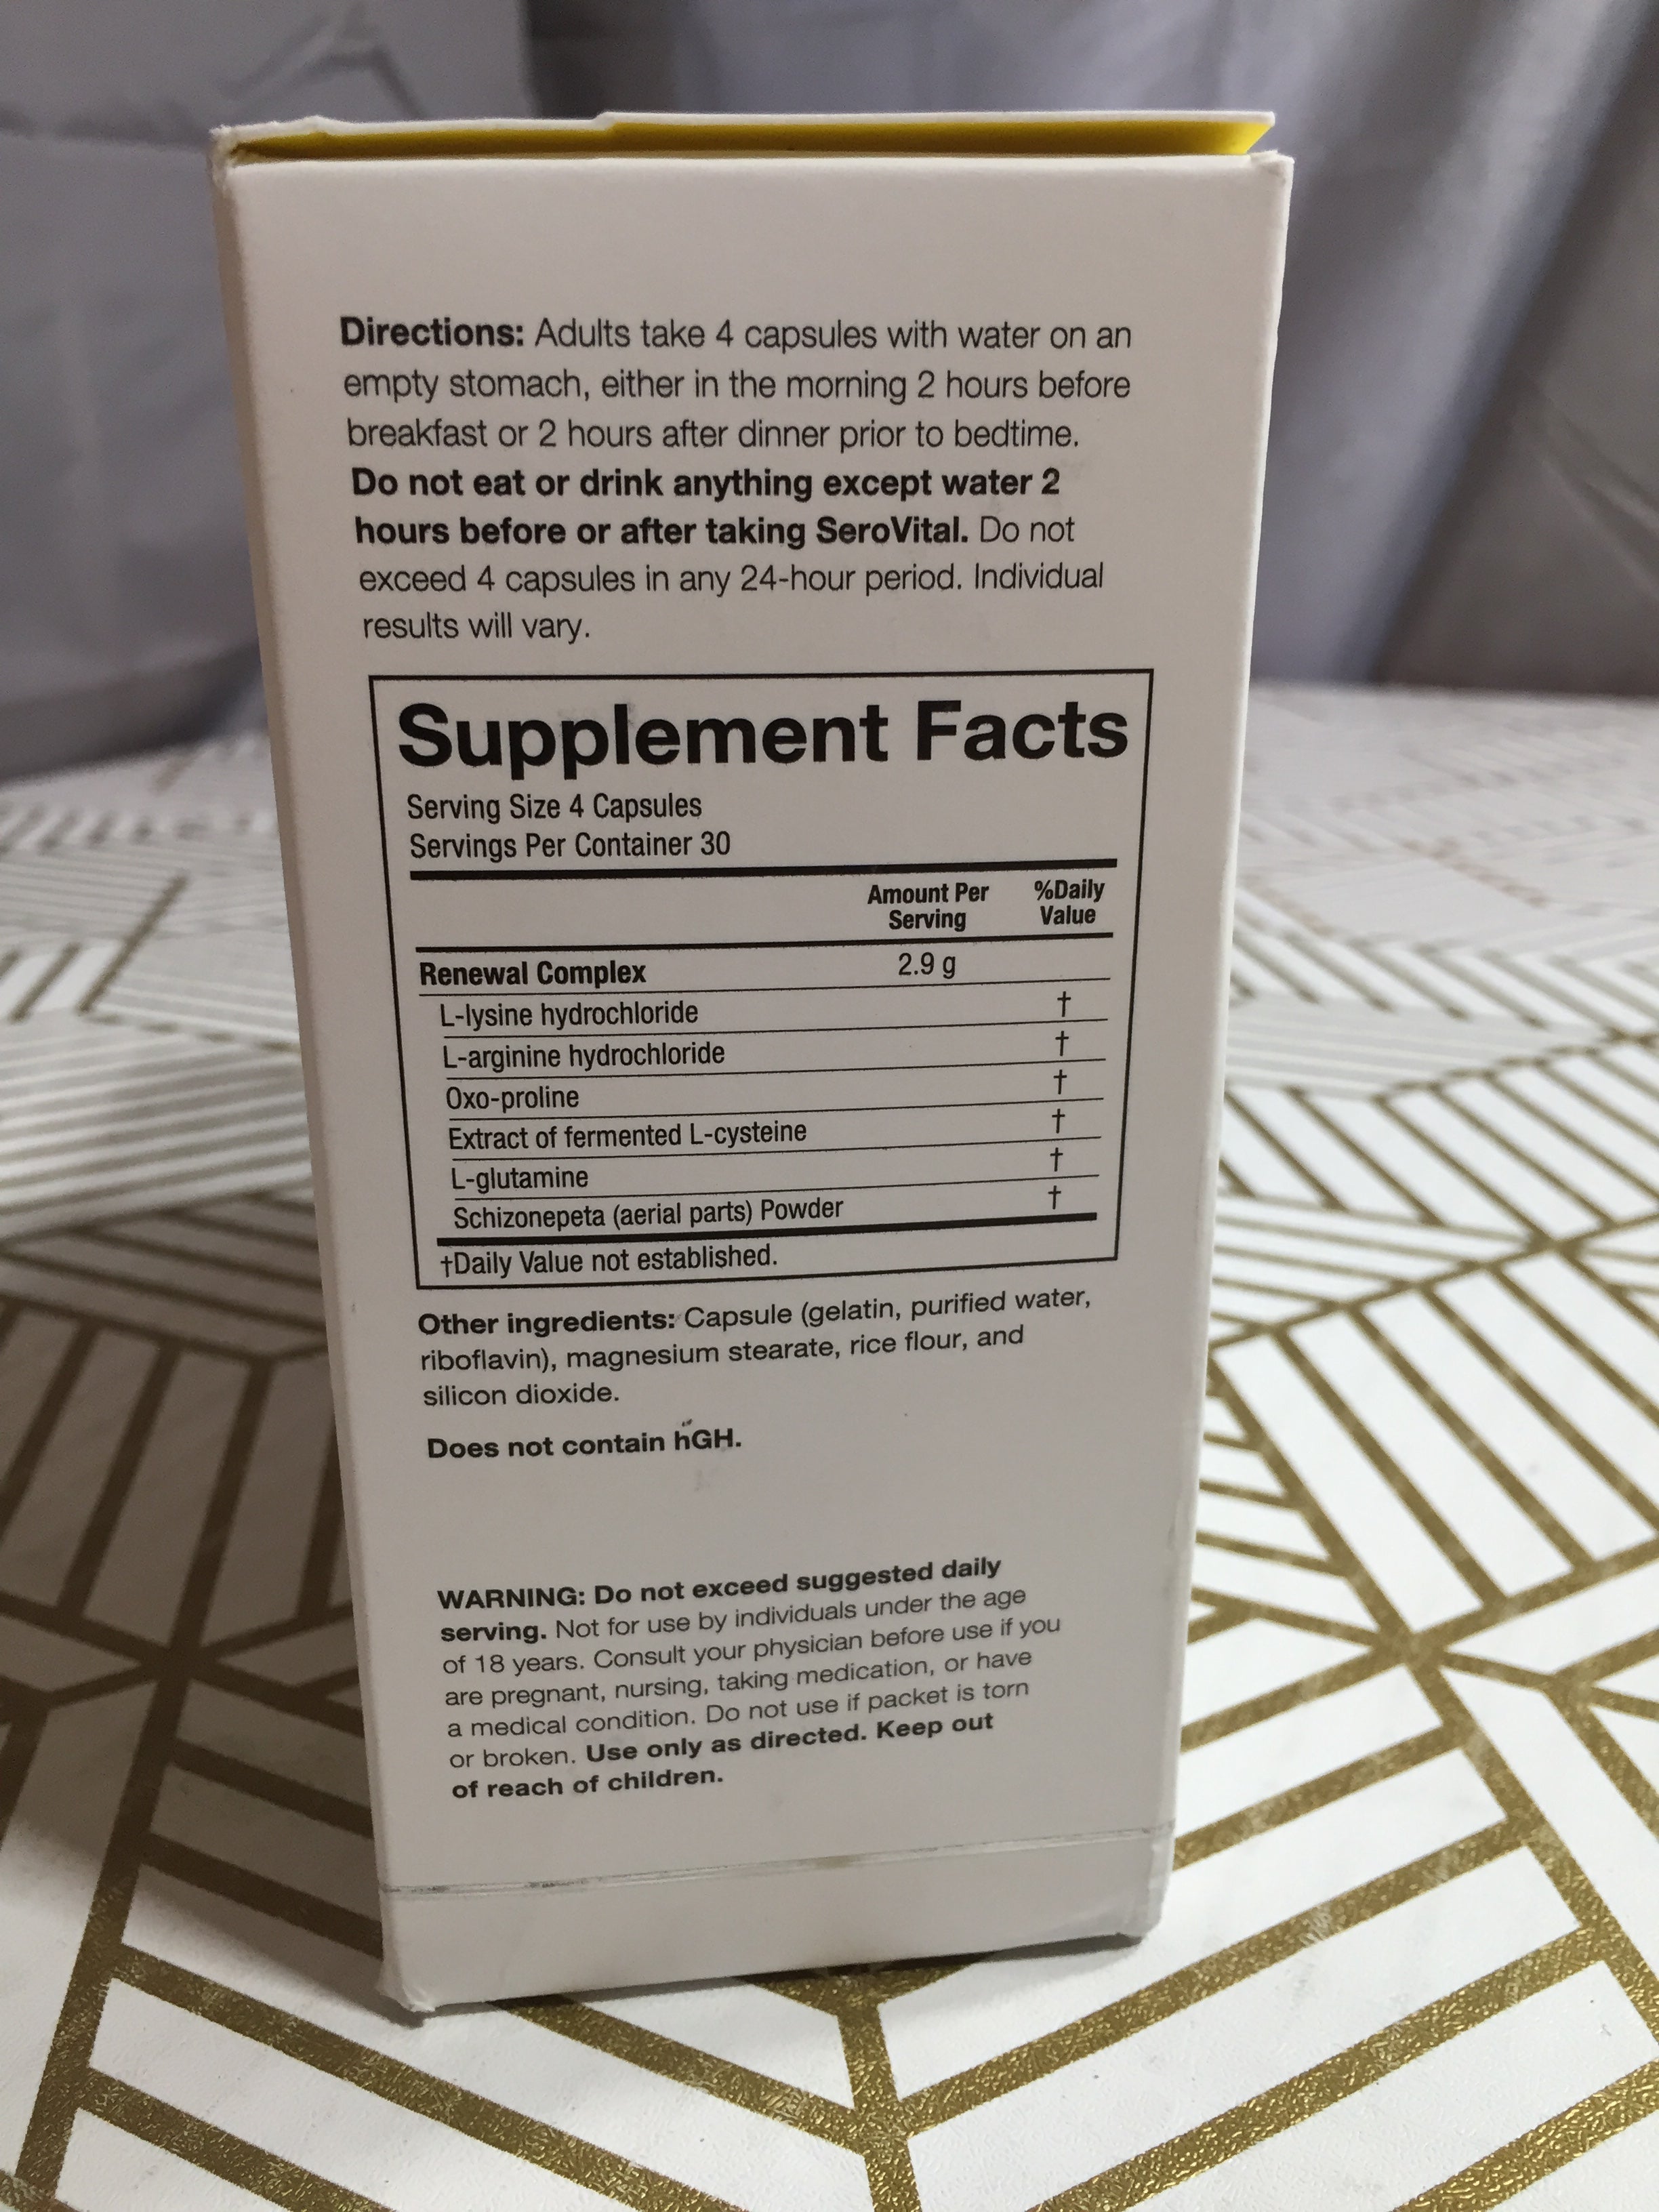 Directions: Adults take 4 capsules with water on an
empty stomach, either in the morning 2 hours before
breakfast or 2 hours after dinner prior to bedtime.
Do not eat or drink anything except water 2
hours before or after taking SeroVital. Do not
exceed 4 capsules in any 24-hour period. Individual
results will vary.
Supplement Facts
Serving Size 4 Capsules
Servings Per Container 30
Amount Per %Daily
Serving Value
Renewal Complex 2.9 g
L-lysine hydrochloride †
L-arginine hydrochloride †
Oxo-proline †
Extract of fermented L-cysteine †
L-glutamine †
Schizonepeta (aerial parts) Powder †
†Daily Value not established.
Other ingredients: Capsule (gelatin, purified water,
riboflavin), magnesium stearate, rice flour, and
silicon dioxide.
Does not contain hGH.
WARNING: Do not exceed suggested daily
serving. Not for use by individuals under the age
of 18 years. Consult your physician before use if you
are pregnant, nursing, taking medication, or have
a medical condition. Do not use if packet is torn
or broken. Use only as directed. Keep out
of reach of children.